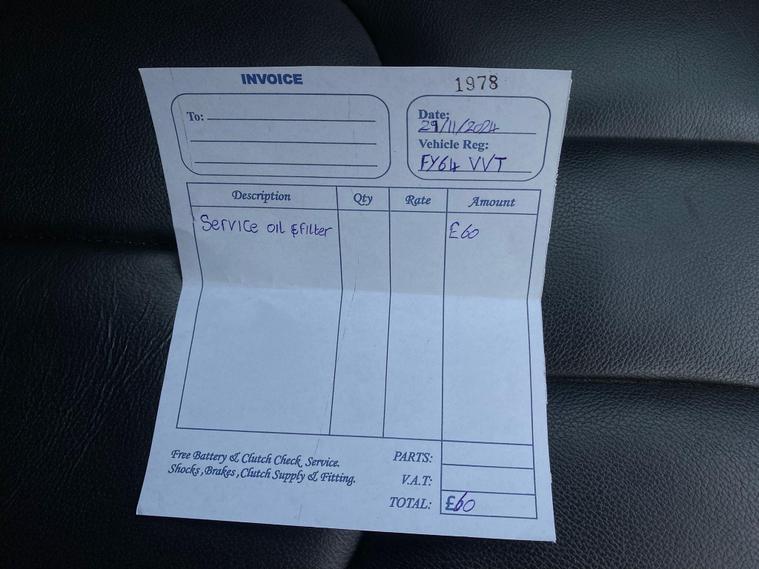 INVOICE
1978
To:
Date:
29/11/2024
Vehicle Reg:
FY64 VVT
Description Qty Rate Amount
Service oil & filter £60
Free Battery & Clutch Check Service.
Shocks,Brakes,Clutch Supply & Fitting.
PARTS:
V.A.T:
TOTAL: £60